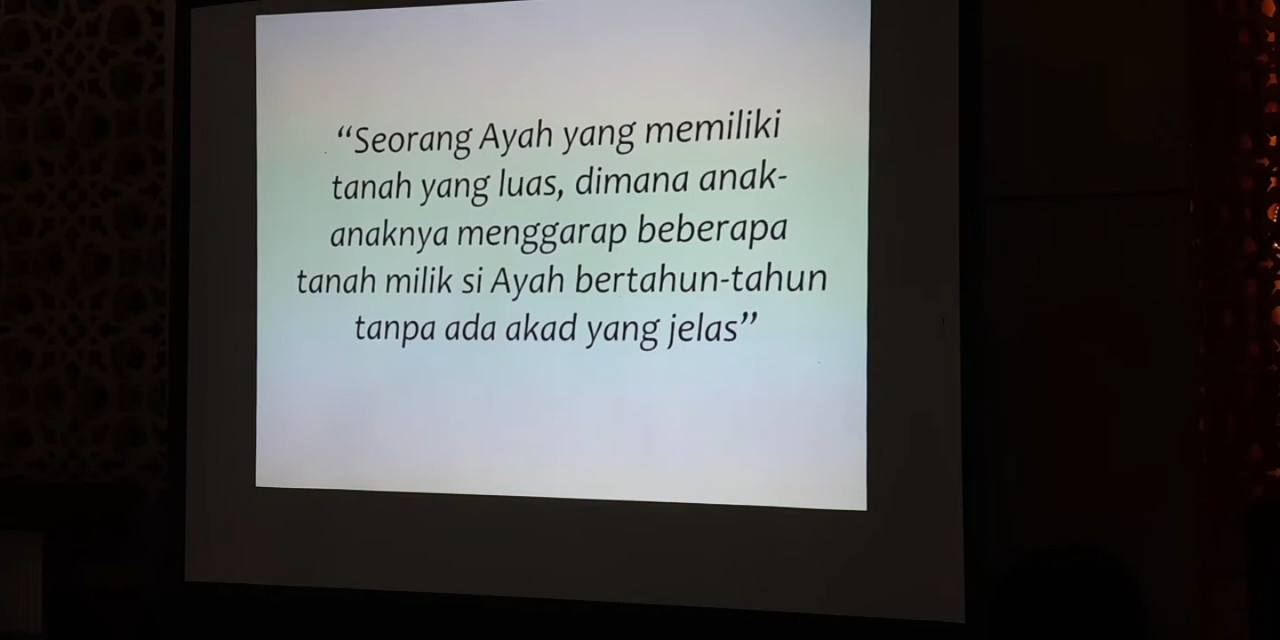 “Seorang Ayah yang memiliki
tanah yang luas, dimana anak-
anaknya menggarap beberapa
tanah milik si Ayah bertahun-tahun
tanpa ada akad yang jelas”